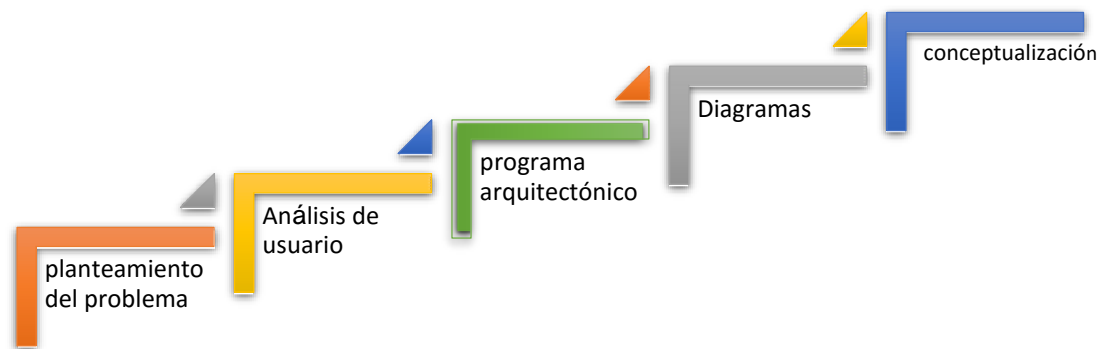 planteamiento
del problema
Análisis de
usuario
programa
arquitectónico
Diagramas
conceptualización